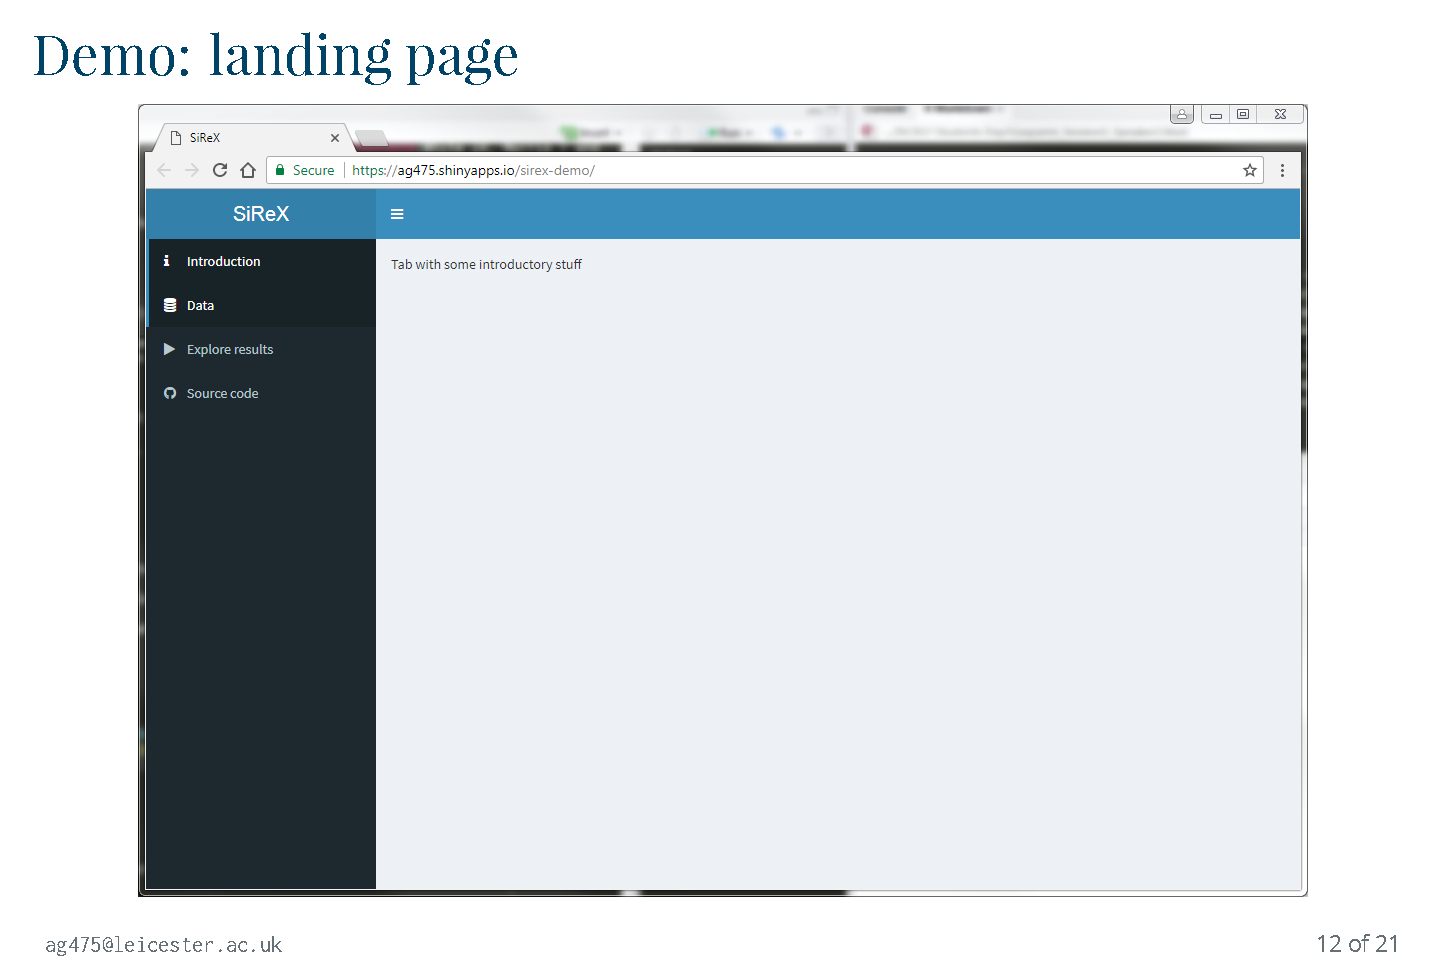 Demo: landing page
SiReX
Secure https://ag475.shinyapps.io/sirex-demo/
SiReX
Introduction
Tab with some introductory stuff
Data
Explore results
Source code
ag475@leicester.ac.uk
12 of 21